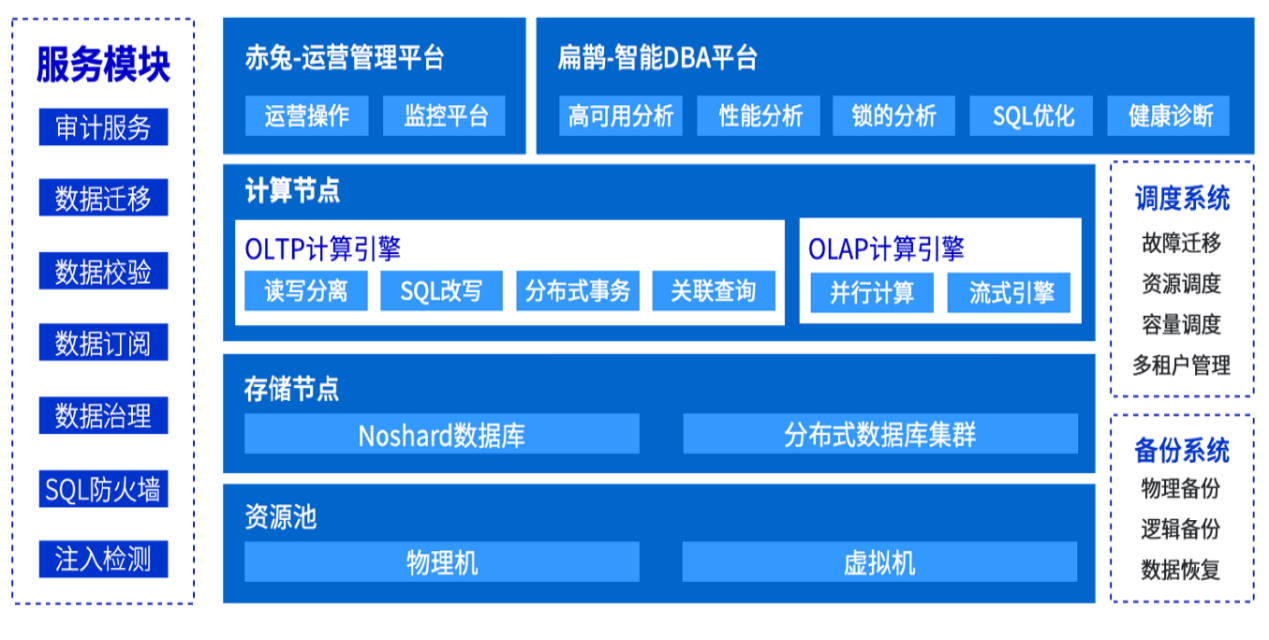 服务模块
审计服务
数据迁移
数据校验
数据订阅
数据治理
SQL防火墙
注入检测
赤兔-运营管理平台
运营操作 监控平台
扁鹊-智能DBA平台
高可用分析 性能分析 锁的分析 SQL优化 健康诊断
计算节点
OLTP计算引擎
读写分离 SQL改写 分布式事务 关联查询
OLAP计算引擎
并行计算 流式引擎
存储节点
Noshard数据库 分布式数据库集群
资源池
物理机 虚拟机
调度系统
故障迁移
资源调度
容量调度
多租户管理
备份系统
物理备份
逻辑备份
数据恢复